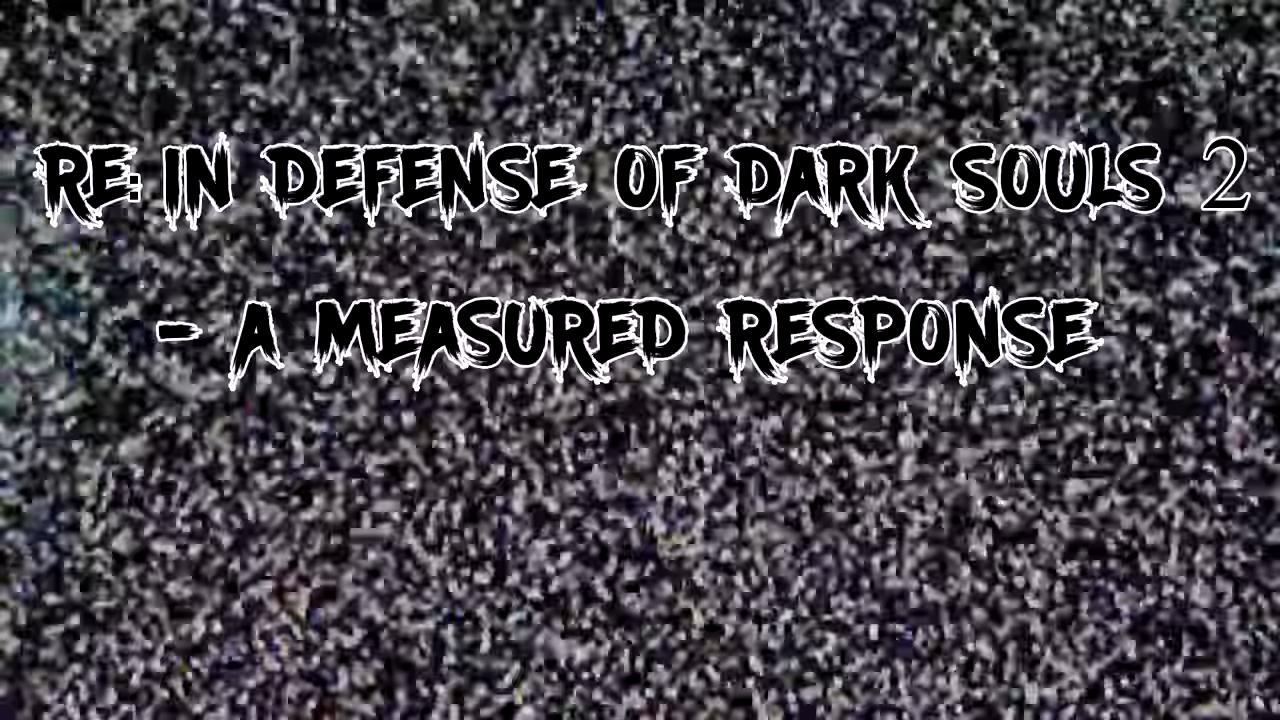 RE: IN DEFENSE OF DARK SOULS 2
- A MEASURED RESPONSE